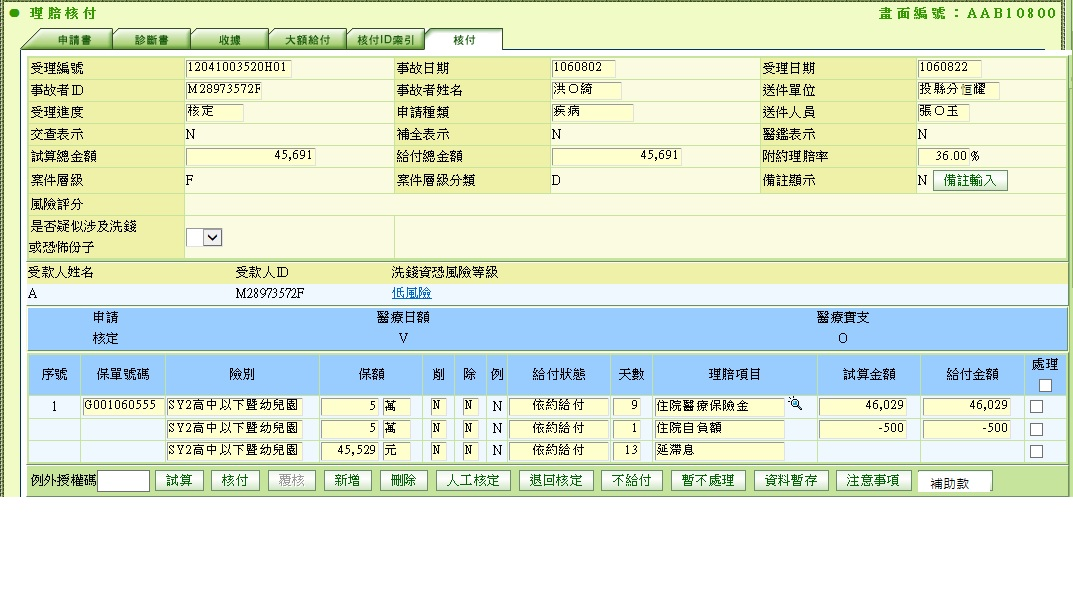 理賠核付 畫面編號：AAB10800
申請書 診斷書 收據 大額給付 核付ID索引 核付
受理編號 12041003520H01 事故日期 1060802 受理日期 1060822
事故者ID M28973572F 事故者姓名 洪○綺 送件單位 投縣分恒耀
受理進度 核定 申請種類 疾病 送件人員 張○玉
交查表示 N 補全表示 N 醫鑑表示 N
試算總金額 45,691 給付總金額 45,691 附約理賠率 36.00 %
案件層級 F 案件層級分類 D 備註顯示 N 備註輸入
風險評分
是否疑似涉及洗錢
或恐怖份子
受款人姓名 受款人ID 洗錢資恐風險等級
A M28973572F 低風險
申請 醫療日額 醫療實支
核定 V O
序號 保單號碼 險別 保額 削 除 例 給付狀態 天數 理賠項目 試算金額 給付金額 處理
1 G001060555 SY2高中以下暨幼兒園 5 萬 N N N 依約給付 9 住院醫療保險金 46,029 46,029
SY2高中以下暨幼兒園 5 萬 N N N 依約給付 1 住院自負額 -500 -500
SY2高中以下暨幼兒園 45,529 元 N N N 依約給付 13 延滯息
例外授權碼 試算 核付 覆核 新增 刪除 人工核定 退回核定 不給付 暫不處理 資料暫存 注意事項 補助款